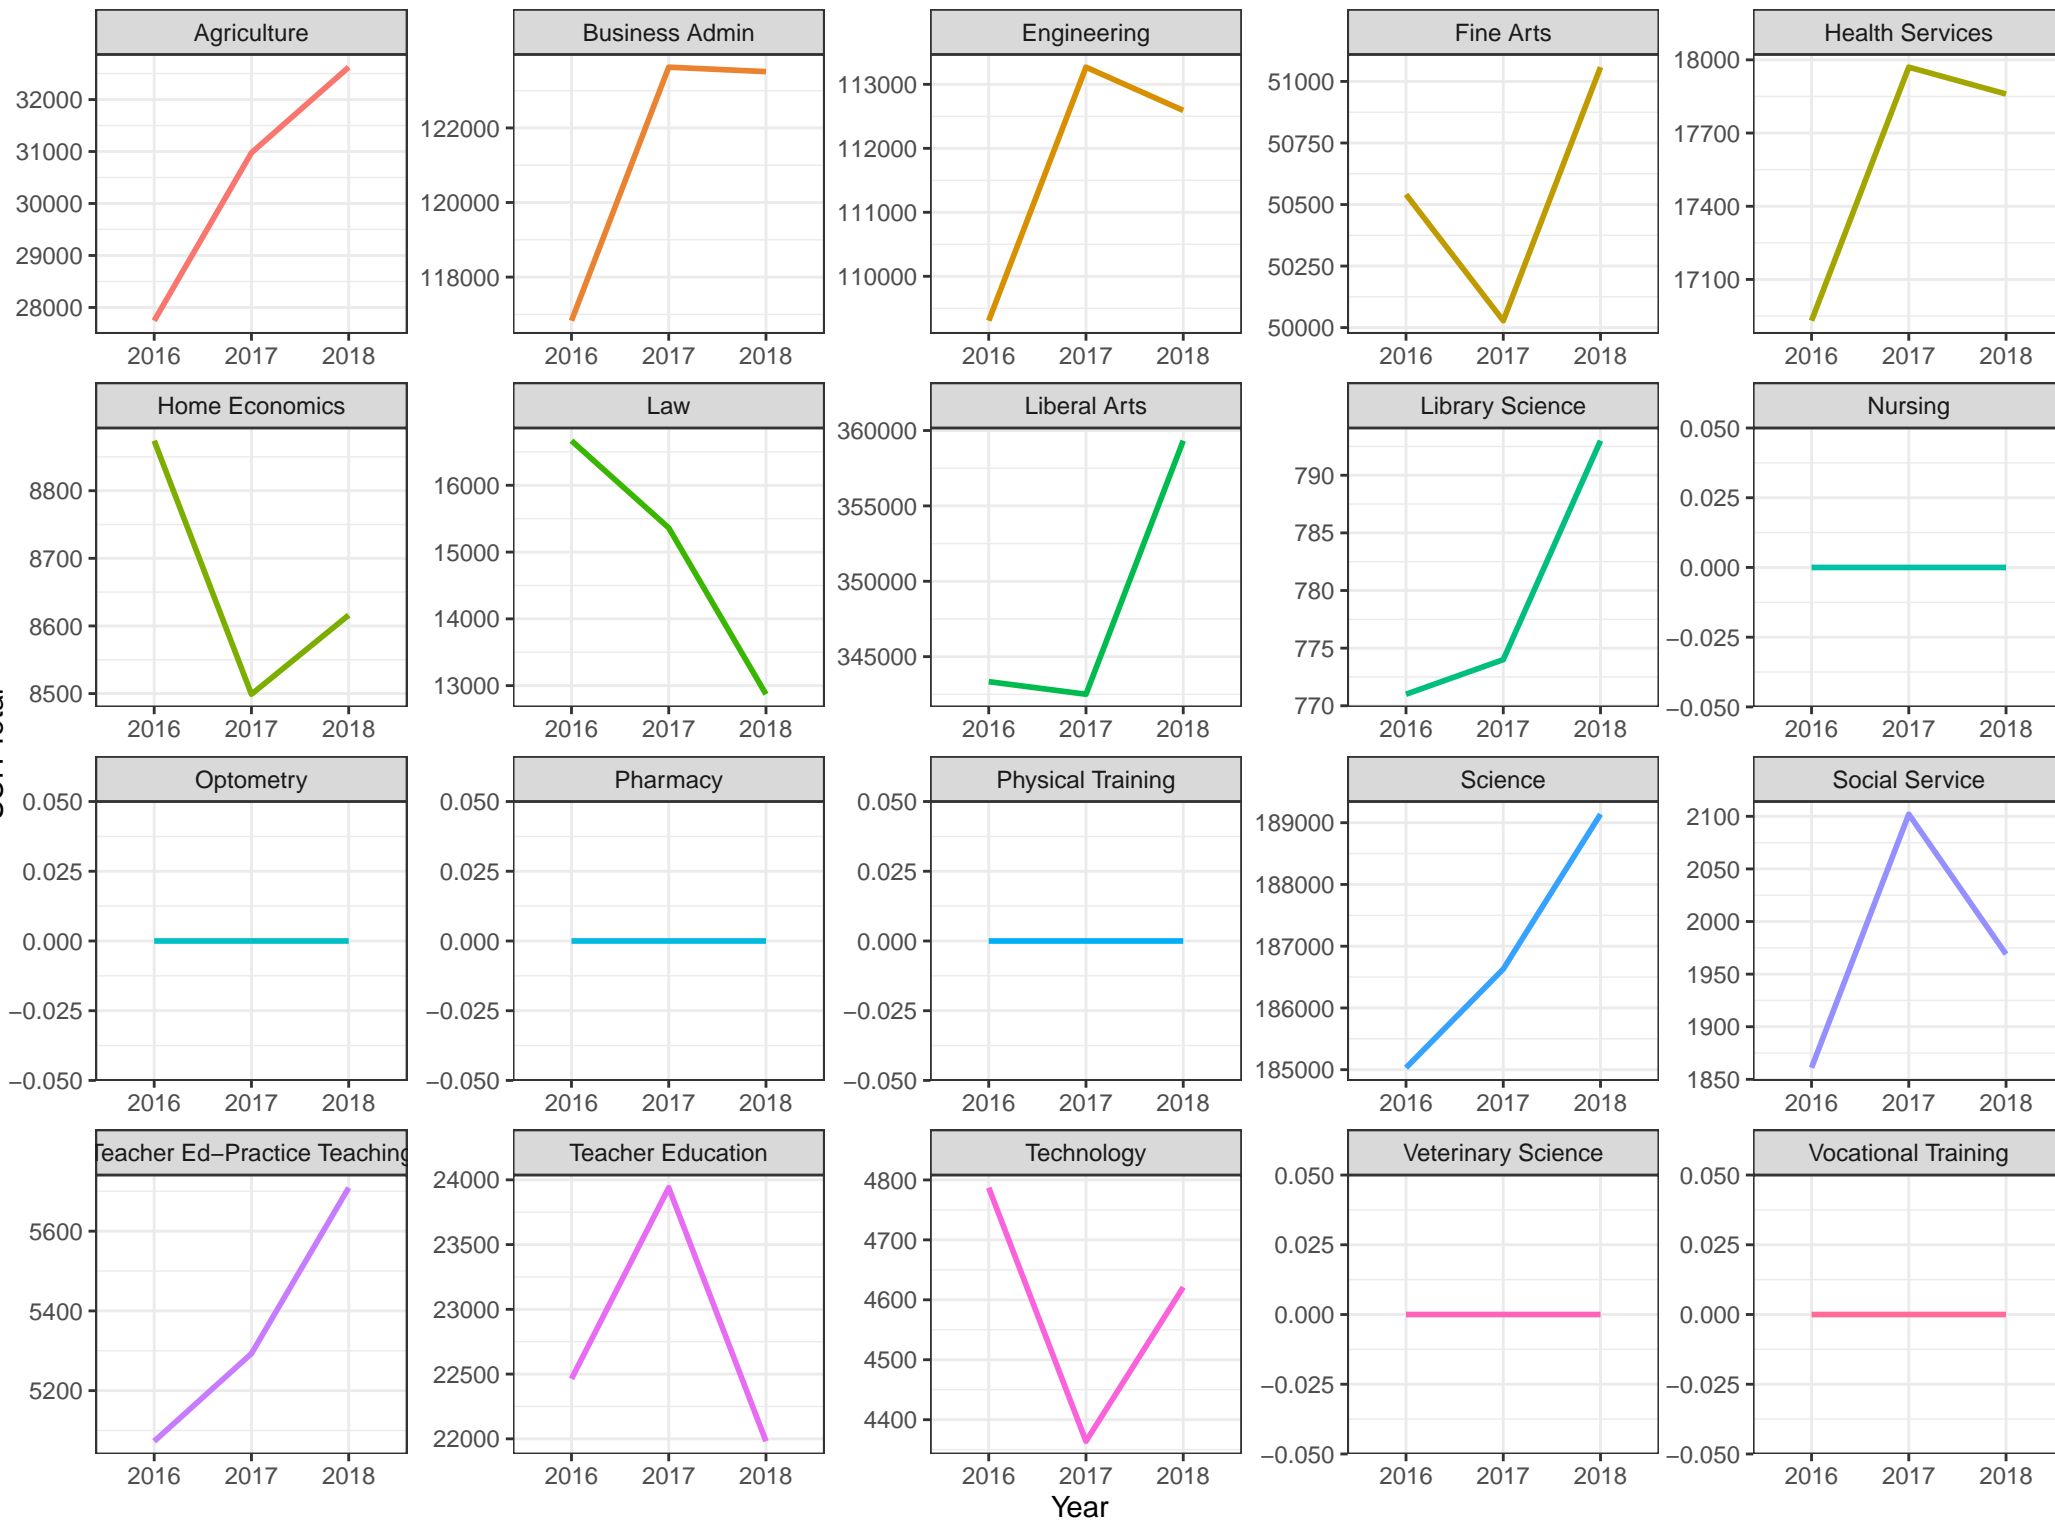 Agriculture
Business Admin
Engineering
Fine Arts
Health Services
32000
31000
30000
29000
28000
2016 2017 2018
122000
120000
118000
2016 2017 2018
113000
112000
111000
110000
2016 2017 2018
51000
50750
50500
50250
50000
2016 2017 2018
18000
17700
17400
17100
2016 2017 2018
Home Economics
Law
Liberal Arts
Library Science
Nursing
8800
8700
8600
8500
2016 2017 2018
16000
15000
14000
13000
2016 2017 2018
360000
355000
350000
345000
2016 2017 2018
790
785
780
775
770
2016 2017 2018
0.050
0.025
0.000
−0.025
−0.050
2016 2017 2018
Optometry
Pharmacy
Physical Training
Science
Social Service
0.050
0.025
0.000
−0.025
−0.050
2016 2017 2018
0.050
0.025
0.000
−0.025
−0.050
2016 2017 2018
0.050
0.025
0.000
−0.025
−0.050
2016 2017 2018
189000
188000
187000
186000
185000
2016 2017 2018
2100
2050
2000
1950
1900
1850
2016 2017 2018
Teacher Ed−Practice Teaching
Teacher Education
Technology
Veterinary Science
Vocational Training
5600
5400
5200
2016 2017 2018
24000
23500
23000
22500
22000
2016 2017 2018
4800
4700
4600
4500
4400
2016 2017 2018
0.050
0.025
0.000
−0.025
−0.050
2016 2017 2018
0.050
0.025
0.000
−0.025
−0.050
2016 2017 2018
Year